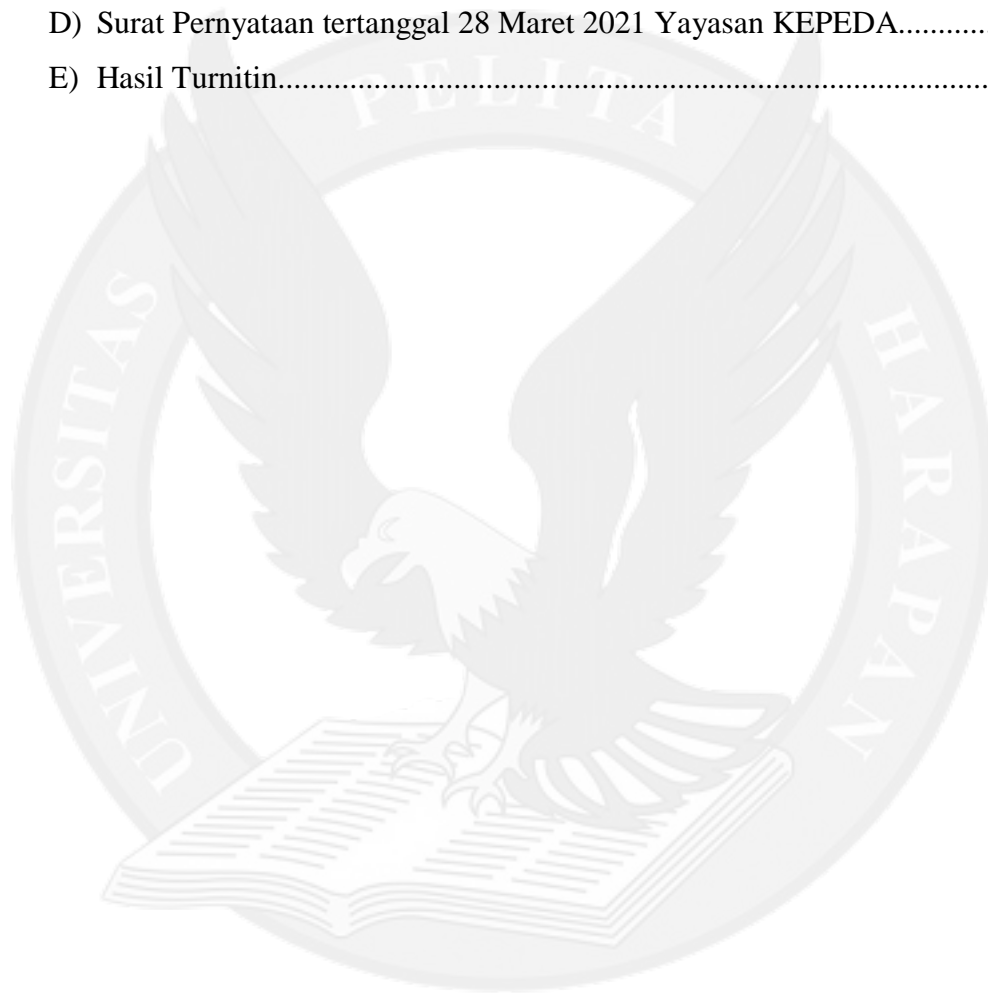 D) Surat Pernyataan tertanggal 28 Maret 2021 Yayasan KEPEDA...........
E) Hasil Turnitin..........................................................................................
UNIVERSITAS PELITA HARAPAN